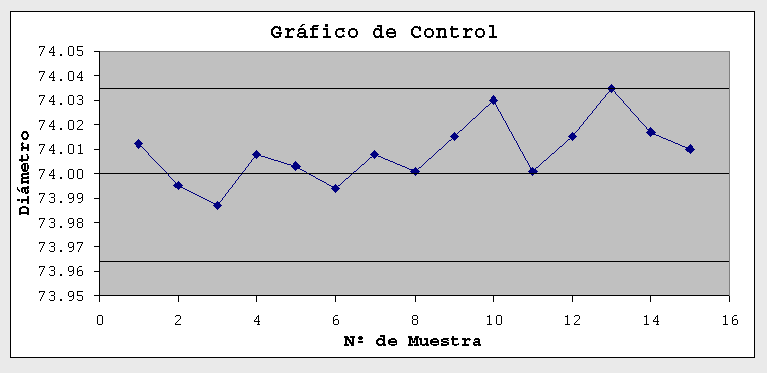 Gráfico de Control
74.05
74.04
74.03
74.02
74.01
74.00
73.99
73.98
73.97
73.96
73.95
Diámetro
0 2 4 6 8 10 12 14 16
Nº de Muestra